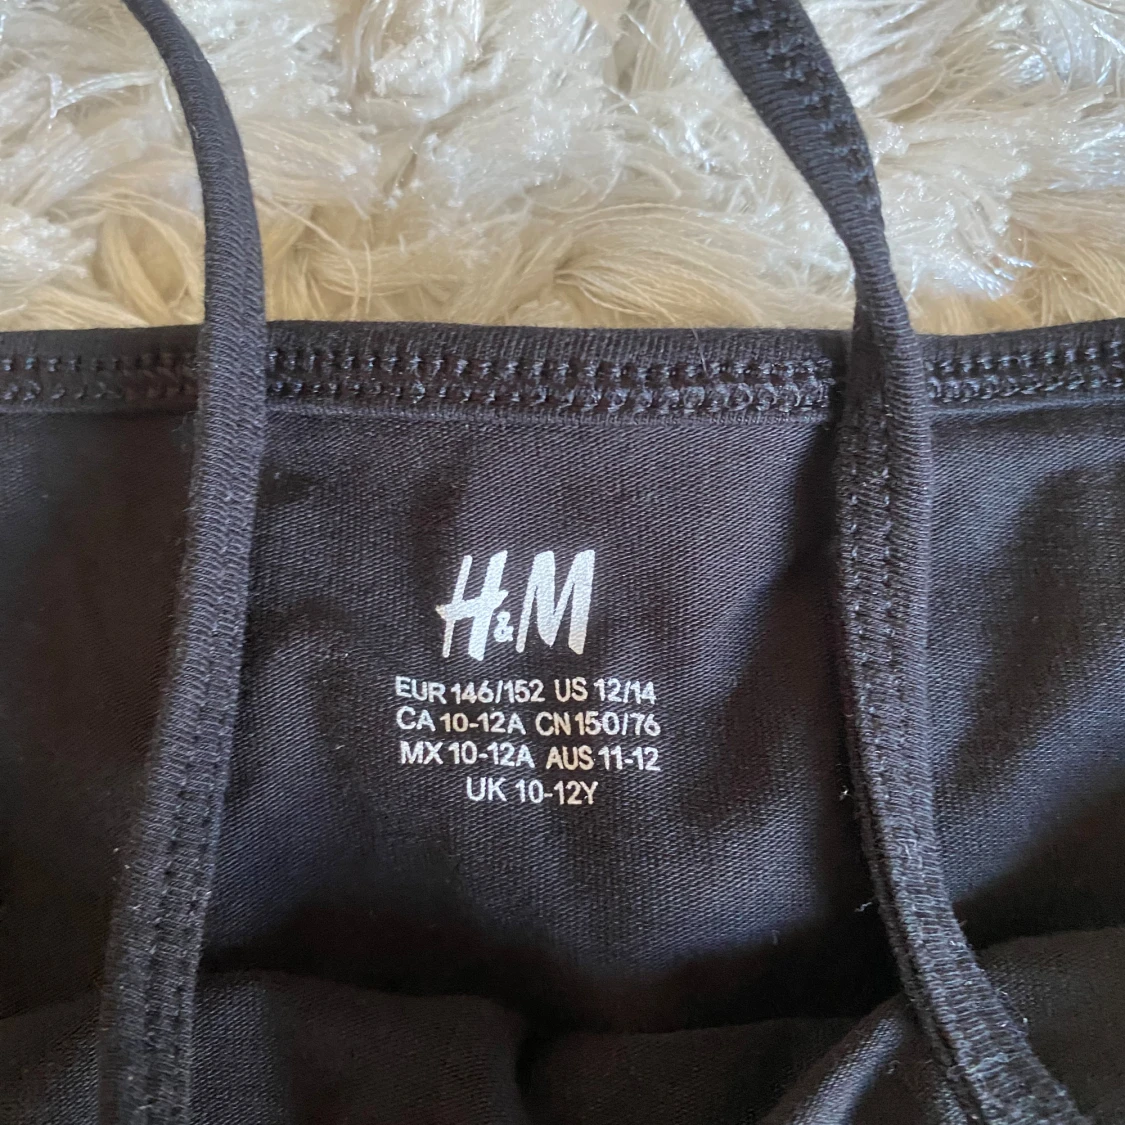 H&M
EUR 146/152 US 12/14
CA 10-12A CN 150/76
MX 10-12A AUS 11-12
UK 10-12Y